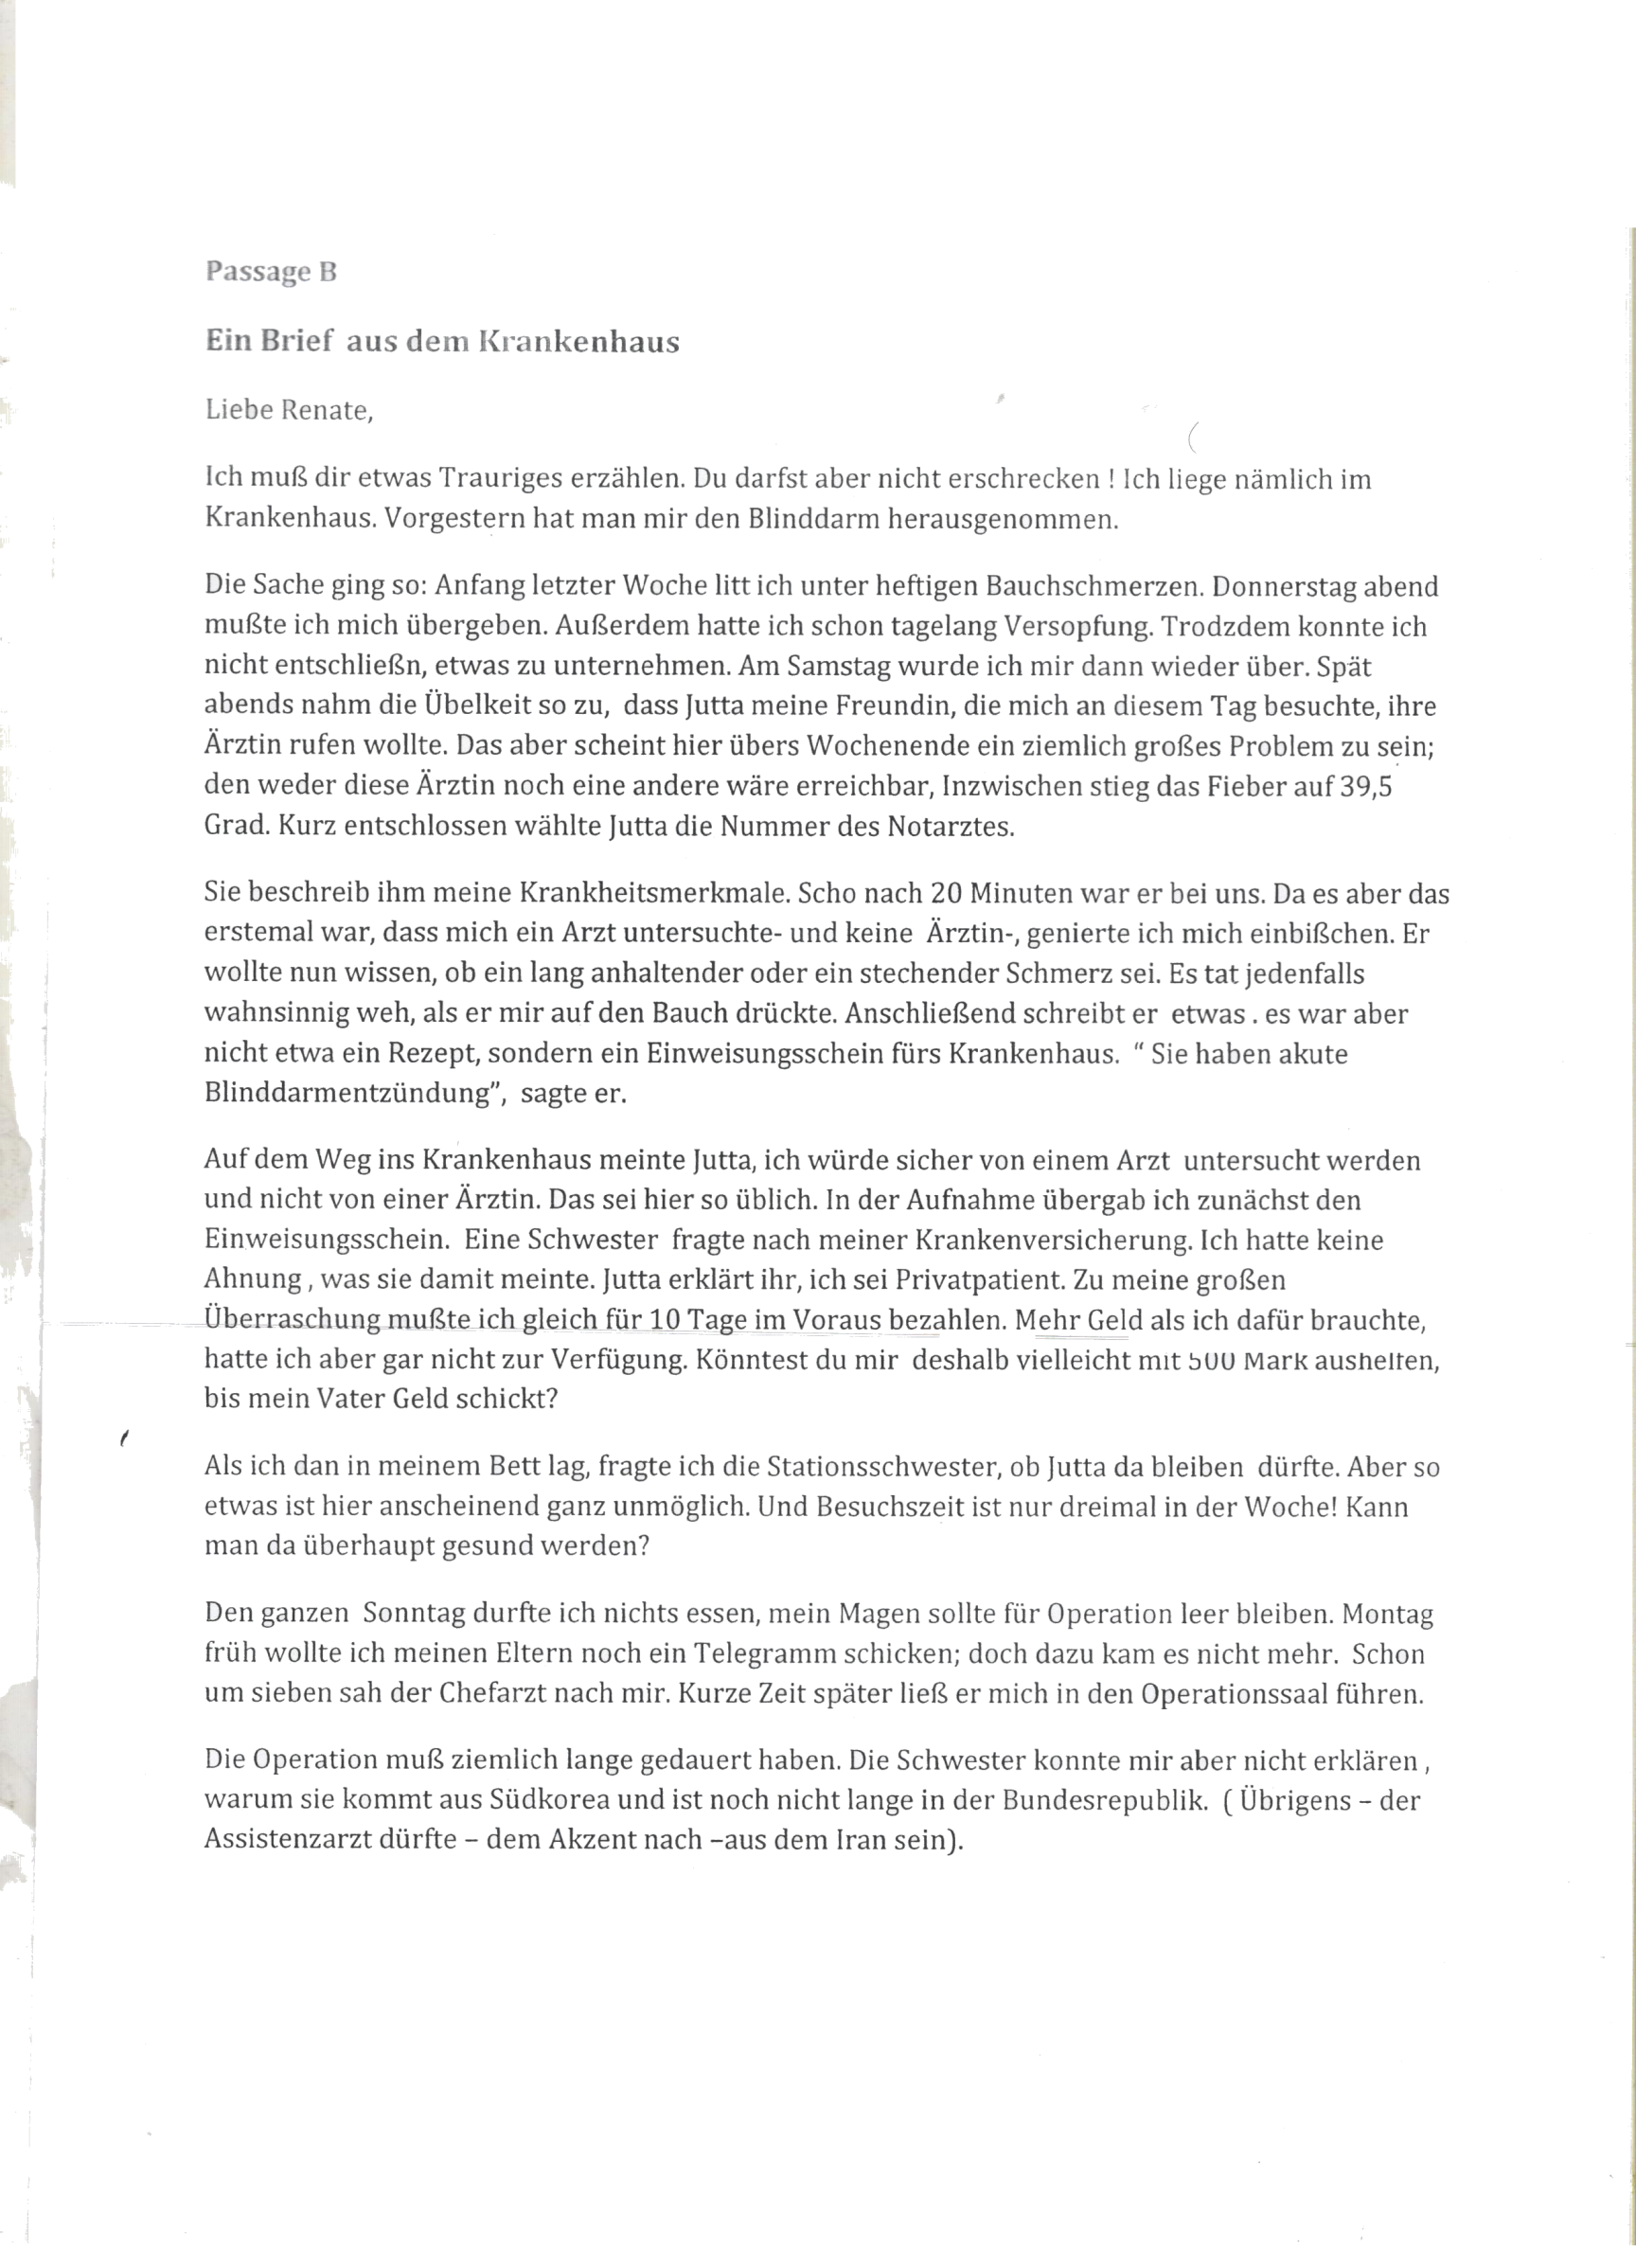 Passage B
Ein Brief aus dem Krankenhaus
Liebe Renate,
Ich muß dir etwas Trauriges erzählen. Du darfst aber nicht erschrecken ! Ich liege nämlich im
Krankenhaus. Vorgestern hat man mir den Blinddarm herausgenommen.
Die Sache ging so: Anfang letzter Woche litt ich unter heftigen Bauchschmerzen. Donnerstag abend
mußte ich mich übergeben. Außerdem hatte ich schon tagelang Versopfung. Trodzdem konnte ich
nicht entschließn, etwas zu unternehmen. Am Samstag wurde ich mir dann wieder über. Spät
abends nahm die Übelkeit so zu, dass Jutta meine Freundin, die mich an diesem Tag besuchte, ihre
Ärztin rufen wollte. Das aber scheint hier übers Wochenende ein ziemlich großes Problem zu sein;
den weder diese Ärztin noch eine andere wäre erreichbar, Inzwischen stieg das Fieber auf 39,5
Grad. Kurz entschlossen wählte Jutta die Nummer des Notarztes.
Sie beschreib ihm meine Krankheitsmerkmale. Scho nach 20 Minuten war er bei uns. Da es aber das
erstemal war, dass mich ein Arzt untersuchte- und keine Ärztin-, genierte ich mich einbißchen. Er
wollte nun wissen, ob ein lang anhaltender oder ein stechender Schmerz sei. Es tat jedenfalls
wahnsinnig weh, als er mir auf den Bauch drückte. Anschließend schreibt er etwas . es war aber
nicht etwa ein Rezept, sondern ein Einweisungsschein fürs Krankenhaus. “ Sie haben akute
Blinddarmentzündung”, sagte er.
Auf dem Weg ins Krankenhaus meinte Jutta, ich würde sicher von einem Arzt untersucht werden
und nicht von einer Ärztin. Das sei hier so üblich. In der Aufnahme übergab ich zunächst den
Einweisungsschein. Eine Schwester fragte nach meiner Krankenversicherung. Ich hatte keine
Ahnung , was sie damit meinte. Jutta erklärt ihr, ich sei Privatpatient. Zu meine großen
Überraschung mußte ich gleich für 10 Tage im Voraus bezahlen. Mehr Geld als ich dafür brauchte,
hatte ich aber gar nicht zur Verfügung. Könntest du mir deshalb vielleicht mit 500 Mark aushelfen,
bis mein Vater Geld schickt?
Als ich dan in meinem Bett lag, fragte ich die Stationsschwester, ob Jutta da bleiben dürfte. Aber so
etwas ist hier anscheinend ganz unmöglich. Und Besuchszeit ist nur dreimal in der Woche! Kann
man da überhaupt gesund werden?
Den ganzen Sonntag durfte ich nichts essen, mein Magen sollte für Operation leer bleiben. Montag
früh wollte ich meinen Eltern noch ein Telegramm schicken; doch dazu kam es nicht mehr. Schon
um sieben sah der Chefarzt nach mir. Kurze Zeit später ließ er mich in den Operationssaal führen.
Die Operation muß ziemlich lange gedauert haben. Die Schwester konnte mir aber nicht erklären ,
warum sie kommt aus Südkorea und ist noch nicht lange in der Bundesrepublik. ( Übrigens – der
Assistenzarzt dürfte – dem Akzent nach –aus dem Iran sein).